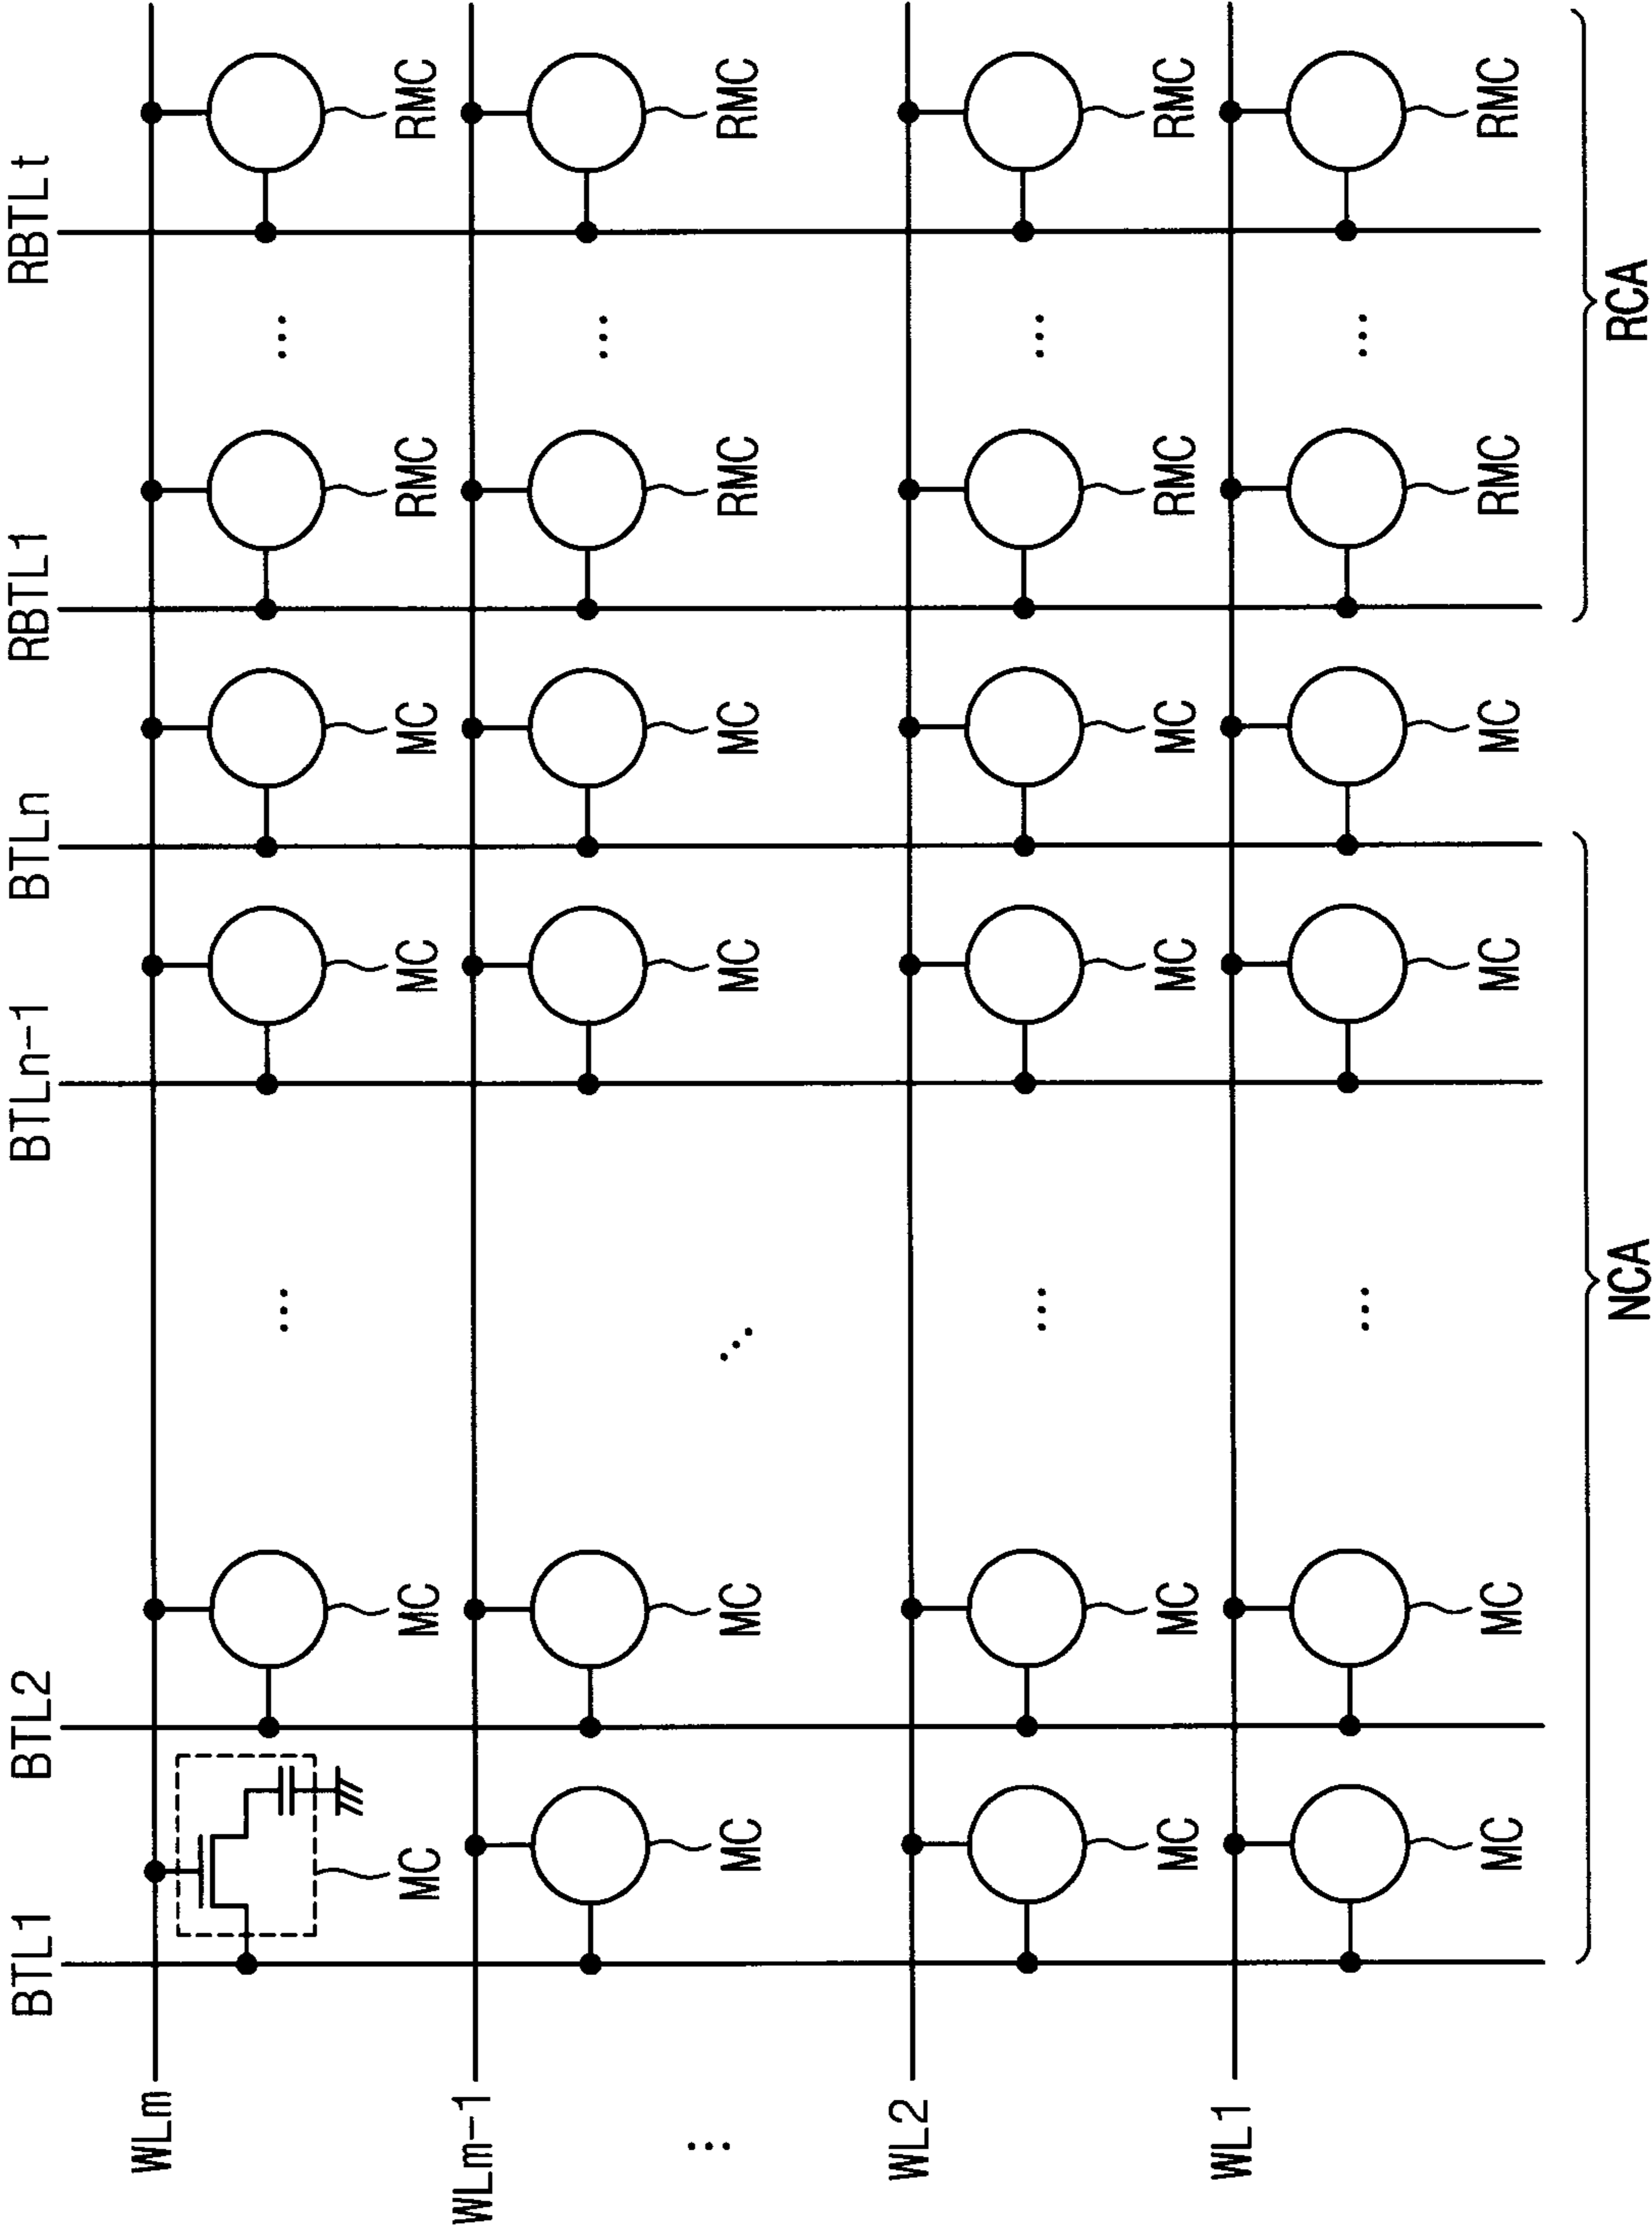 BTL1 BTL2 BTLn-1 BTLn RBTL1 RBTLt
WLm
... ...
MC MC MC MC RMC RMC
WLm-1
...
MC MC MC MC RMC RMC
... ...
WL2
... ...
MC MC MC MC RMC RMC
WL1
... ...
MC MC MC MC RMC RMC
NCA RCA